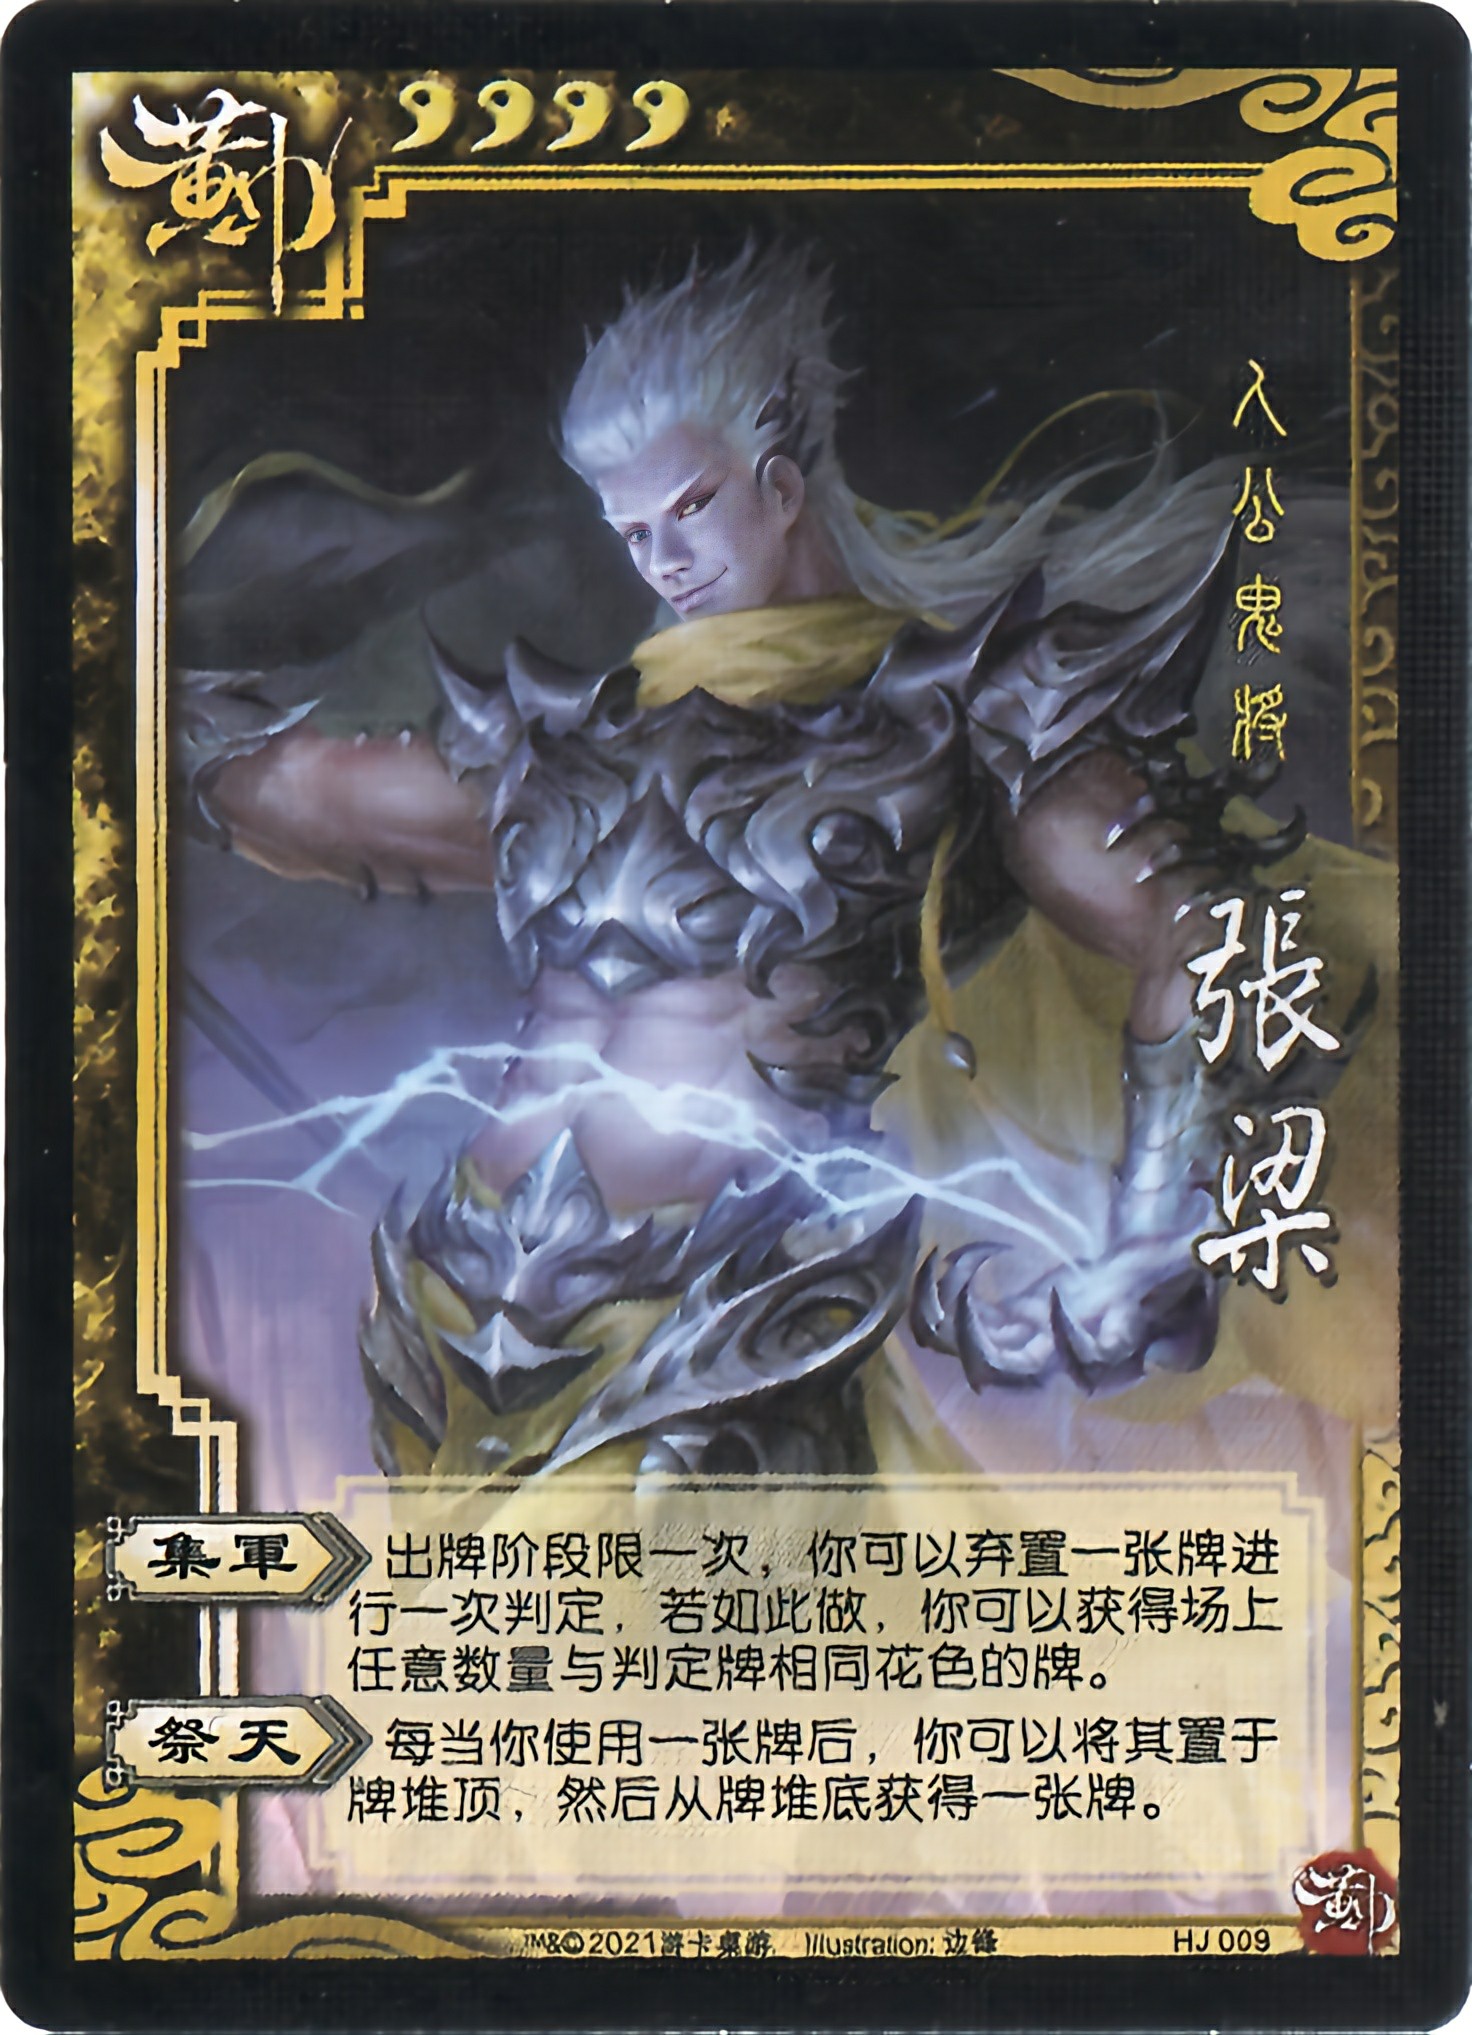 黄巾
人公鬼将
張梁
集軍
出牌阶段限一次，你可以弃置一张牌进
行一次判定，若如此做，你可以获得场上
任意数量与判定牌相同花色的牌。
祭天
每当你使用一张牌后，你可以将其置于
牌堆顶，然后从牌堆底获得一张牌。
™&©2021游卡桌游 Illustration: 边锋
HJ 009
黄巾